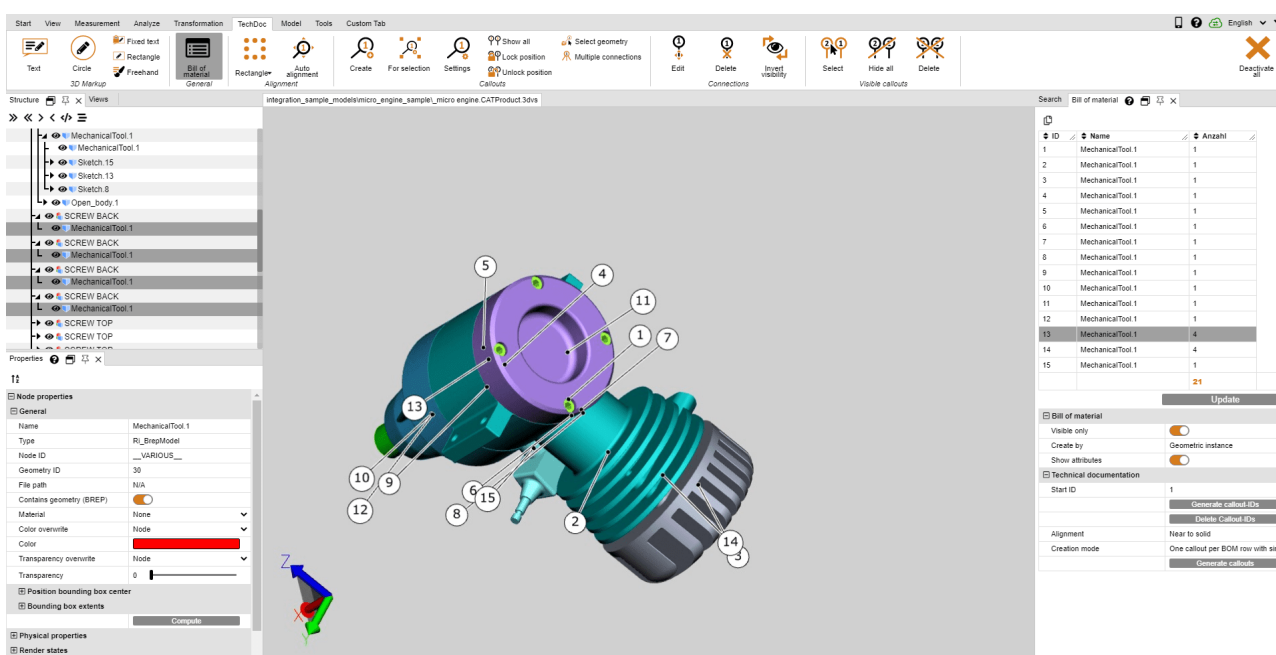 Start View Measurement Analyze Transformation TechDoc Model Tools Custom Tab English
Text Circle Fixed text Rectangle Freehand
3D Markup
Bill of material
General
Rectangle Auto alignment
Alignment
Create For selection Settings Show all Lock position Unlock position Select geometry Multiple connections
Callouts
Edit Delete Invert visibility
Connections
Select Hide all Delete
Visible callouts
Deactivate all
Structure Views
MechanicalTool.1
MechanicalTool.1
Sketch.15
Sketch.13
Sketch.8
Open_body.1
SCREW BACK
MechanicalTool.1
SCREW BACK
MechanicalTool.1
SCREW BACK
MechanicalTool.1
SCREW BACK
MechanicalTool.1
SCREW TOP
SCREW TOP
Properties
Node properties
General
Name MechanicalTool.1
Type Ri_BrepModel
Node ID __VARIOUS__
Geometry ID 30
File path N/A
Contains geometry (BREP)
Material None
Color overwrite Node
Color
Transparency overwrite Node
Transparency 0
Position bounding box center
Bounding box extents
Compute
Physical properties
Render states
integration_sample_models\micro_engine_sample\_micro engine.CATProduct.3dvs
5
4
11
1
7
13
10
9
12
6
15
8
2
14
3
Z
X
Y
Search Bill of material
ID Name Anzahl
1 MechanicalTool.1 1
2 MechanicalTool.1 1
3 MechanicalTool.1 1
4 MechanicalTool.1 1
5 MechanicalTool.1 1
6 MechanicalTool.1 1
7 MechanicalTool.1 1
8 MechanicalTool.1 1
9 MechanicalTool.1 1
10 MechanicalTool.1 1
11 MechanicalTool.1 1
12 MechanicalTool.1 1
13 MechanicalTool.1 4
14 MechanicalTool.1 4
15 MechanicalTool.1 1
21
Update
Bill of material
Visible only
Create by Geometric instance
Show attributes
Technical documentation
Start ID 1
Generate callout-IDs
Delete Callout-IDs
Alignment Near to solid
Creation mode One callout per BOM row with
Generate callouts